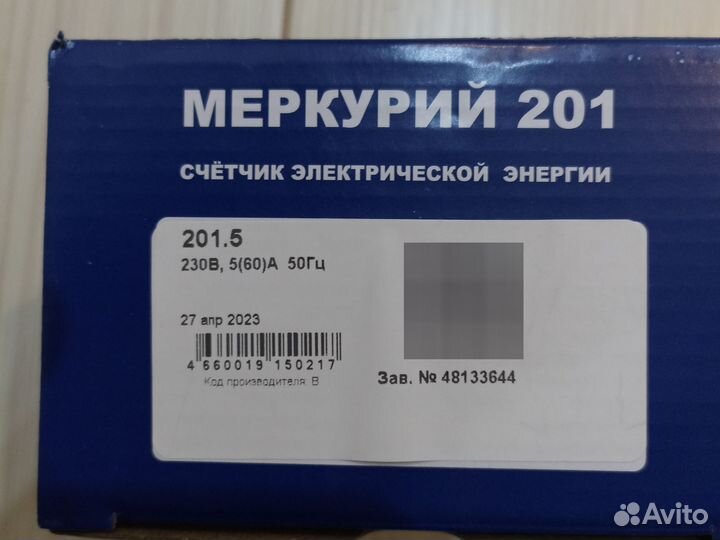 МЕРКУРИЙ 201
СЧЁТЧИК ЭЛЕКТРИЧЕСКОЙ ЭНЕРГИИ
201.5
230В, 5(60)А 50Гц
27 апр 2023
4 660019 150217
Код производителя: В
Зав. № 48133644
Avito